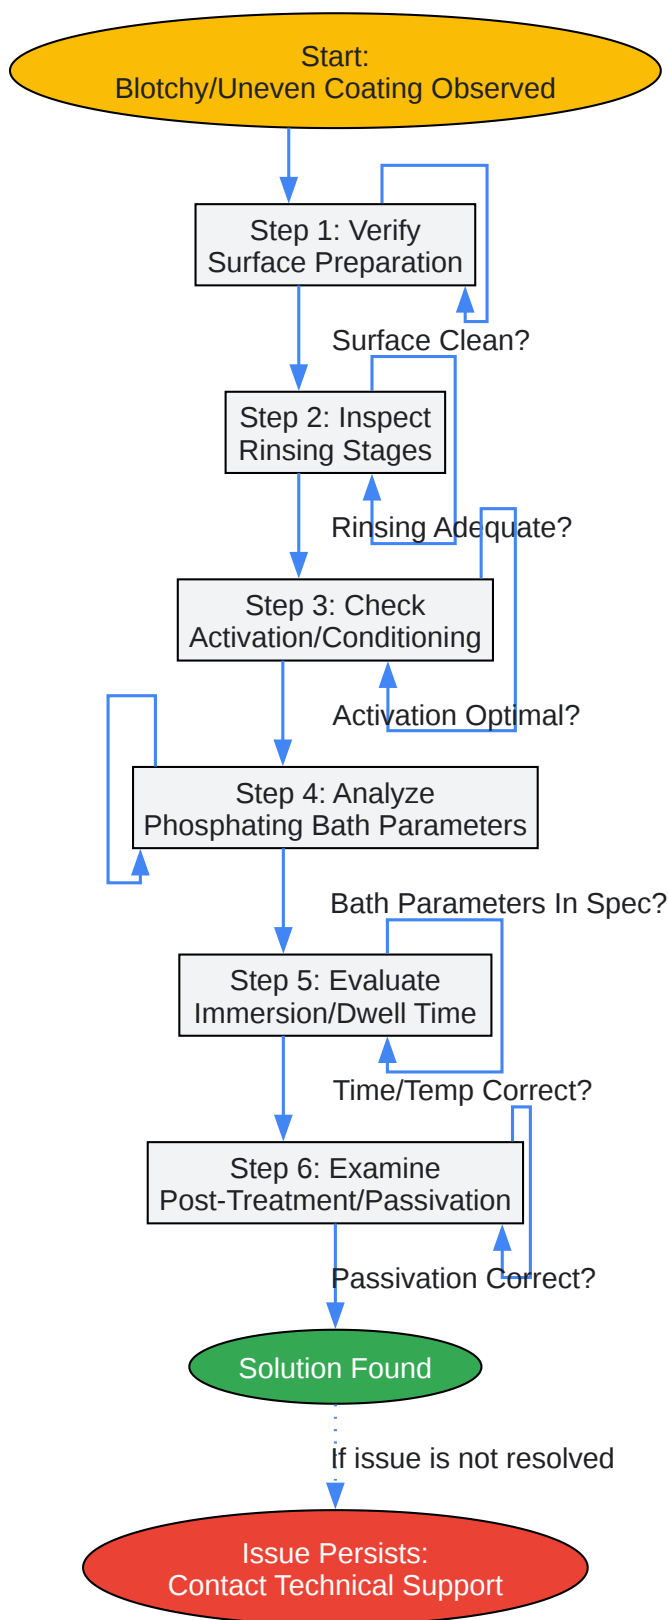 Start:
Blotchy/Uneven Coating Observed
Step 1: Verify
Surface Preparation
Surface Clean?
Step 2: Inspect
Rinsing Stages
Rinsing Adequate?
Step 3: Check
Activation/Conditioning
Activation Optimal?
Step 4: Analyze
Phosphating Bath Parameters
Bath Parameters In Spec?
Step 5: Evaluate
Immersion/Dwell Time
Time/Temp Correct?
Step 6: Examine
Post-Treatment/Passivation
Passivation Correct?
Solution Found
If issue is not resolved
Issue Persists:
Contact Technical Support